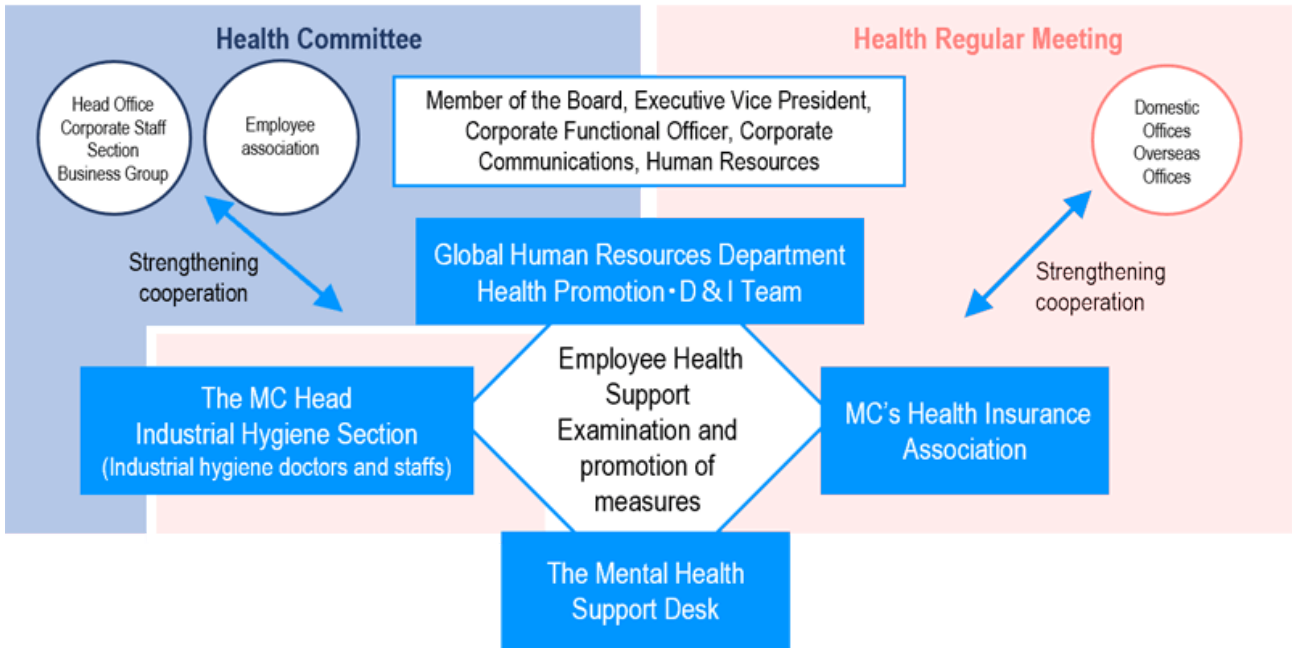 Health Committee
Health Regular Meeting
Head Office
Corporate Staff
Section
Business Group
Employee
association
Member of the Board, Executive Vice President,
Corporate Functional Officer, Corporate
Communications, Human Resources
Domestic
Offices
Overseas
Offices
Strengthening
cooperation
Global Human Resources Department
Health Promotion・D & I Team
Strengthening
cooperation
The MC Head
Industrial Hygiene Section
(Industrial hygiene doctors and staffs)
Employee Health
Support
Examination and
promotion of
measures
MC’s Health Insurance
Association
The Mental Health
Support Desk